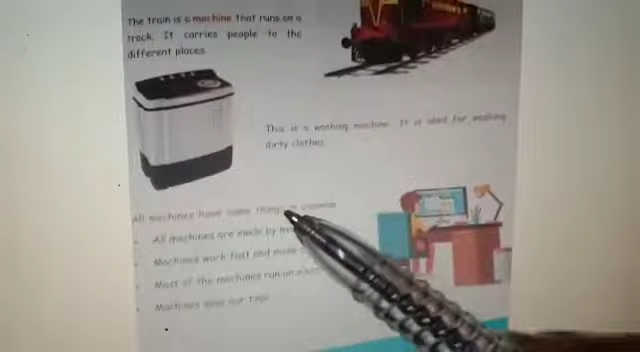 The train is a machine that runs on a
track. It carries people to the
different places.
This is a washing machine. It is used for washing
dirty clothes.
All machines have some things in common
All machines are made by
Machines work fast and make
Most of the machines run on
Machines save our time